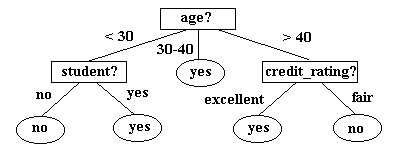 age?
< 30
30-40
> 40
student?
yes
credit_rating?
no
yes
excellent
fair
no
yes
yes
no